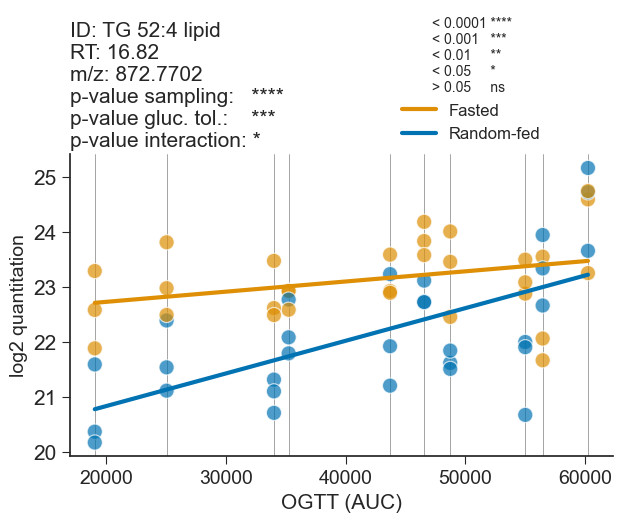 ID: TG 52:4 lipid
RT: 16.82
m/z: 872.7702
p-value sampling: ****
p-value gluc. tol.: ***
p-value interaction: *
< 0.0001 ****
< 0.001 ***
< 0.01 **
< 0.05 *
> 0.05 ns
Fasted
Random-fed
log2 quantitation
25
24
23
22
21
20
20000 30000 40000 50000 60000
OGTT (AUC)